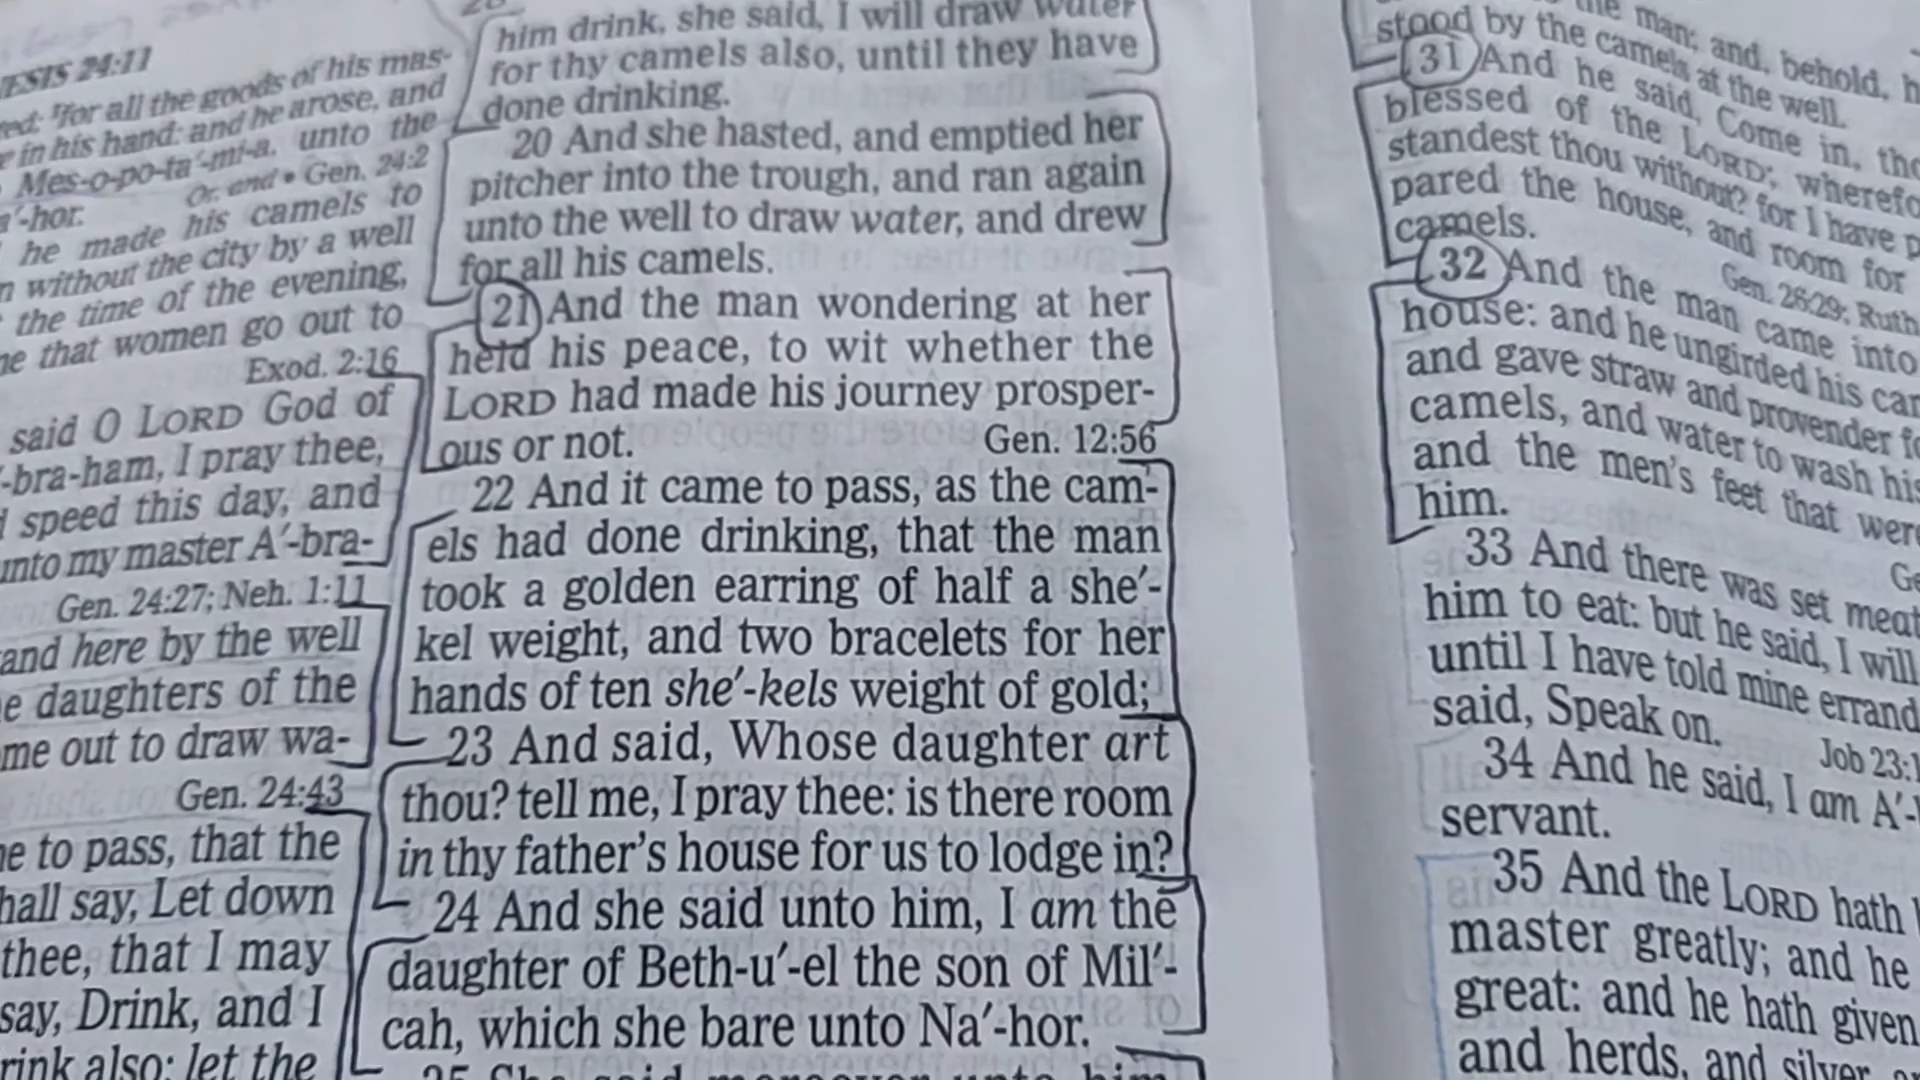 ESIS 24:11
red: for all the goods of his mas-
in his hand: and he arose, and
Mes-o-po-ta'-mi-a, unto the
-hor. Or, and • Gen. 24:2
he made his camels to
without the city by a well
the time of the evening,
that women go out to
Exod. 2:16
said O LORD God of
-bra-ham, I pray thee,
speed this day, and
unto my master A'-bra-
Gen. 24:27; Neh. 1:11
and here by the well
e daughters of the
me out to draw wa-
Gen. 24:43
e to pass, that the
hall say, Let down
thee, that I may
say, Drink, and I
rink also: let the
him drink, she said, I will draw water
for thy camels also, until they have
done drinking.
20 And she hasted, and emptied her
pitcher into the trough, and ran again
unto the well to draw water, and drew
for all his camels.
21 And the man wondering at her
held his peace, to wit whether the
LORD had made his journey prosper-
ous or not. Gen. 12:56
22 And it came to pass, as the cam-
els had done drinking, that the man
took a golden earring of half a she'-
kel weight, and two bracelets for her
hands of ten she'-kels weight of gold;
23 And said, Whose daughter art
thou? tell me, I pray thee: is there room
in thy father's house for us to lodge in?
24 And she said unto him, I am the
daughter of Beth-u'-el the son of Mil'-
cah, which she bare unto Na'-hor.
25 She said moreover unto him
the man; and, behold, h
stood by the camels at the well.
31 And he said, Come in, tho
blessed of the LORD; wherefo
standest thou without? for I have p
pared the house, and room for
camels. Gen. 26:29; Ruth
32 And the man came into
house: and he ungirded his car
and gave straw and provender fo
camels, and water to wash his
and the men's feet that were
him. Ge
33 And there was set meat
him to eat: but he said, I will
until I have told mine errand
said, Speak on. Job 23:1
34 And he said, I am A'-
servant.
35 And the LORD hath
master greatly; and he
great: and he hath given
and herds, and silver